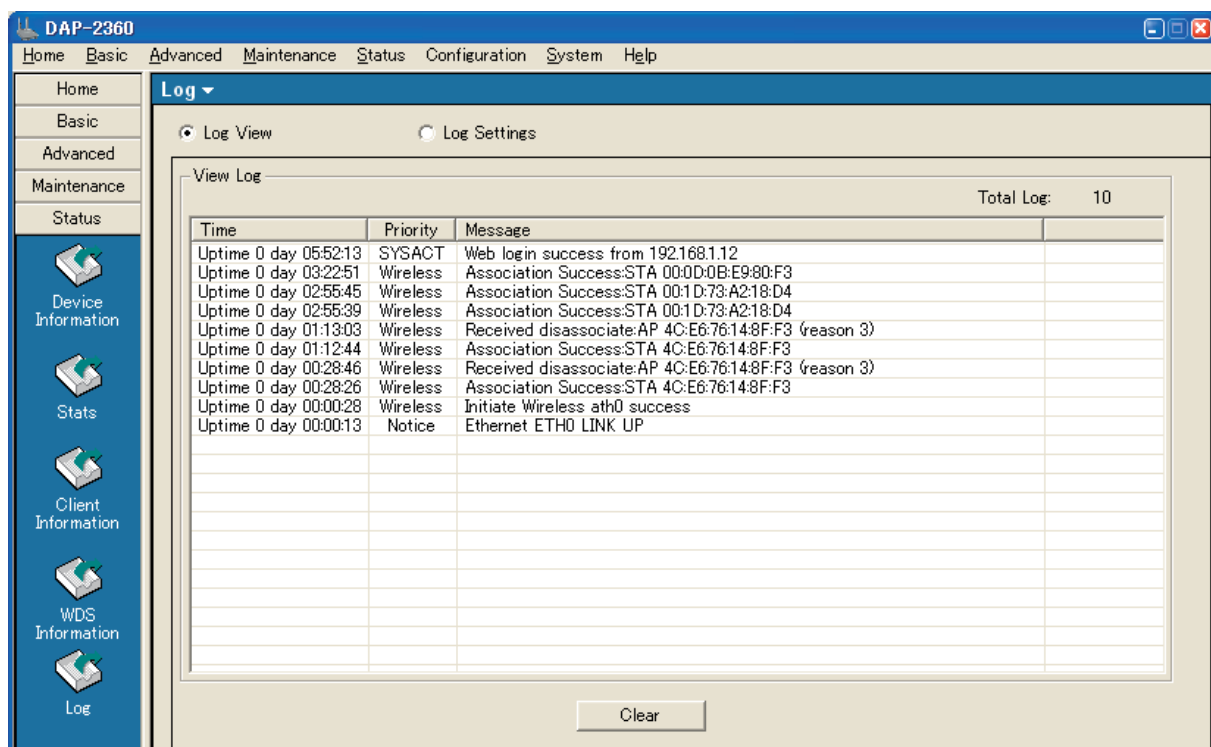 DAP-2360
Home Basic Advanced Maintenance Status Configuration System Help
Home
Basic
Advanced
Maintenance
Status
Device
Information
Stats
Client
Information
WDS
Information
Log
Log
Log View Log Settings
View Log
Total Log: 10
Time Priority Message
Uptime 0 day 05:52:13 SYSACT Web login success from 192.168.1.12
Uptime 0 day 03:22:51 Wireless Association Success:STA 00:0D:0B:E9:80:F3
Uptime 0 day 02:55:45 Wireless Association Success:STA 00:1D:73:A2:18:D4
Uptime 0 day 02:55:39 Wireless Association Success:STA 00:1D:73:A2:18:D4
Uptime 0 day 01:13:03 Wireless Received disassociate:AP 4C:E6:76:14:8F:F3 (reason 3)
Uptime 0 day 01:12:44 Wireless Association Success:STA 4C:E6:76:14:8F:F3
Uptime 0 day 00:28:46 Wireless Received disassociate:AP 4C:E6:76:14:8F:F3 (reason 3)
Uptime 0 day 00:28:26 Wireless Association Success:STA 4C:E6:76:14:8F:F3
Uptime 0 day 00:00:28 Wireless Initiate Wireless ath0 success
Uptime 0 day 00:00:13 Notice Ethernet ETH0 LINK UP
Clear